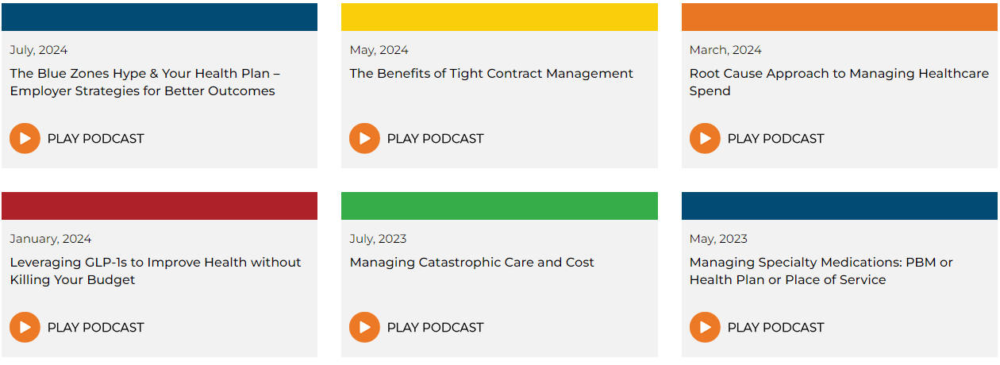 July, 2024
The Blue Zones Hype & Your Health Plan –
Employer Strategies for Better Outcomes
PLAY PODCAST
May, 2024
The Benefits of Tight Contract Management
PLAY PODCAST
March, 2024
Root Cause Approach to Managing Healthcare
Spend
PLAY PODCAST
January, 2024
Leveraging GLP-1s to Improve Health without
Killing Your Budget
PLAY PODCAST
July, 2023
Managing Catastrophic Care and Cost
PLAY PODCAST
May, 2023
Managing Specialty Medications: PBM or
Health Plan or Place of Service
PLAY PODCAST